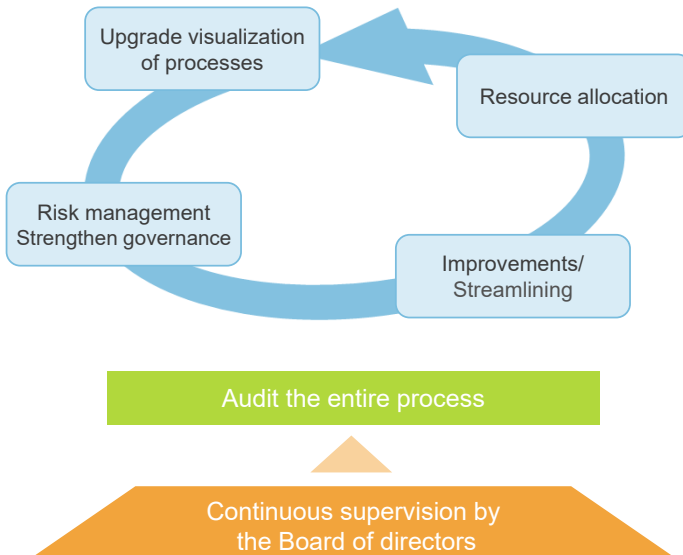 Upgrade visualization
of processes
Resource allocation
Risk management
Strengthen governance
Improvements/
Streamlining
Audit the entire process
Continuous supervision by
the Board of directors